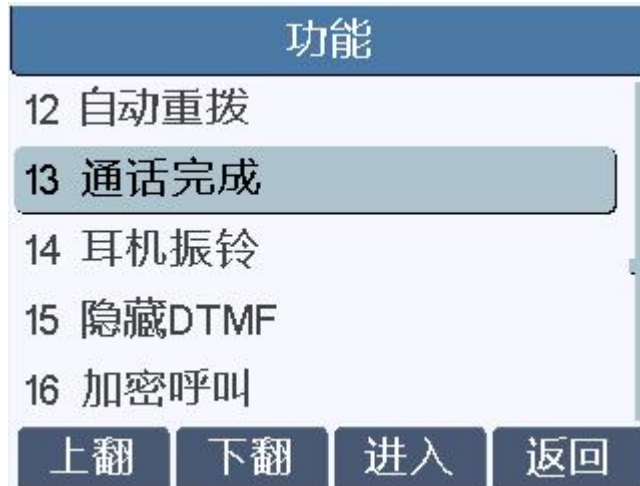 功能
12 自动重拨
13 通话完成
14 耳机振铃
15 隐藏DTMF
16 加密呼叫
上翻 下翻 进入 返回